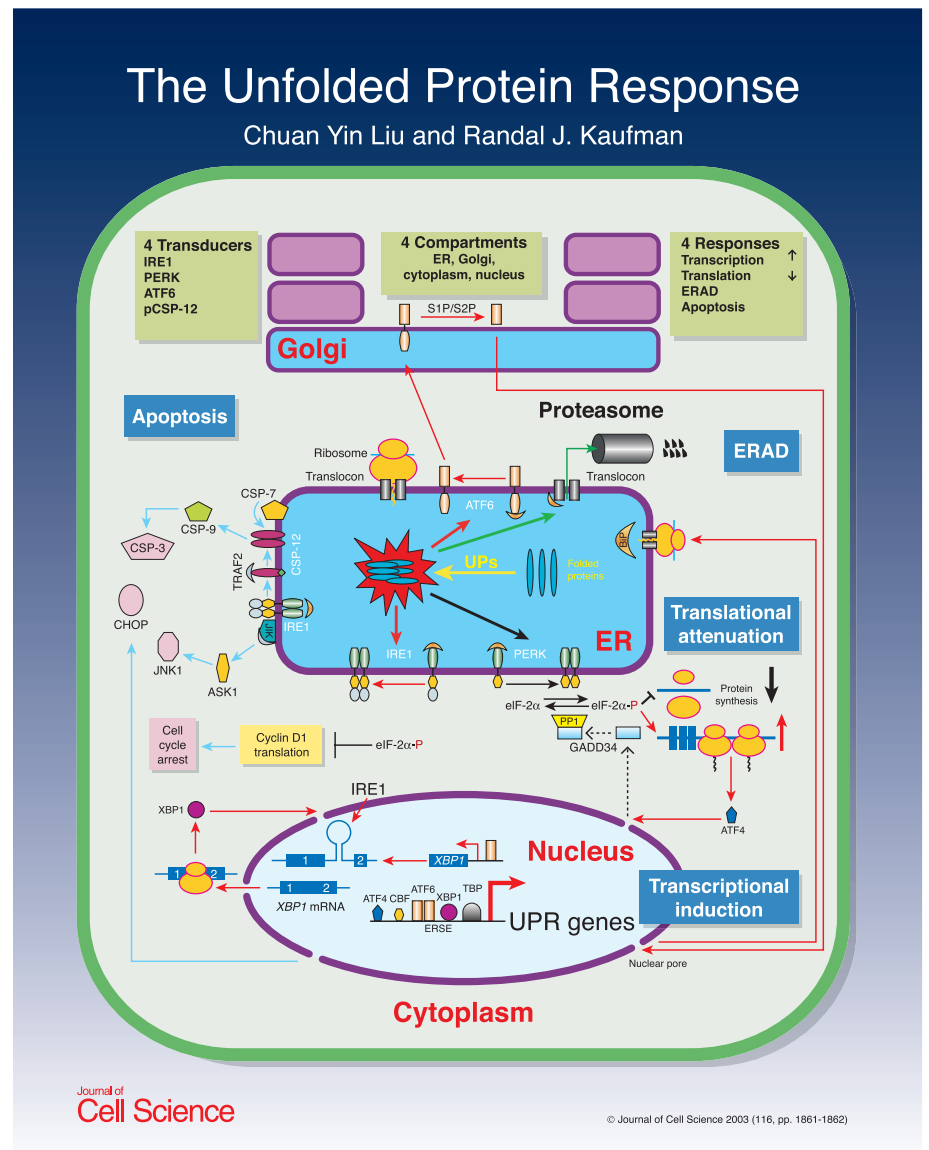 The Unfolded Protein Response
Chuan Yin Liu and Randal J. Kaufman
4 Transducers
IRE1
PERK
ATF6
pCSP-12
4 Compartments
ER, Golgi,
cytoplasm, nucleus
4 Responses
Transcription ↑
Translation ↓
ERAD
Apoptosis
S1P/S2P
Golgi
Apoptosis
Proteasome
ERAD
Ribosome
Translocon
Translocon
ATF6
CSP-7
CSP-9
CSP-3
CSP-12
TRAF2
UPs
Folded
proteins
BiP
CHOP
IRE1
JIK
ER
Translational
attenuation
JNK1
ASK1
IRE1
PERK
eIF-2α
eIF-2α-P
Protein
synthesis
PP1
GADD34
Cell
cycle
arrest
Cyclin D1
translation
eIF-2α-P
ATF4
XBP1
IRE1
1
2
XBP1
Nucleus
1 2
1 2
XBP1 mRNA
ATF4 CBF
ATF6
XBP1
TBP
ERSE
UPR genes
Transcriptional
induction
Nuclear pore
Cytoplasm
Journal of
Cell Science
© Journal of Cell Science 2003 (116, pp. 1861-1862)